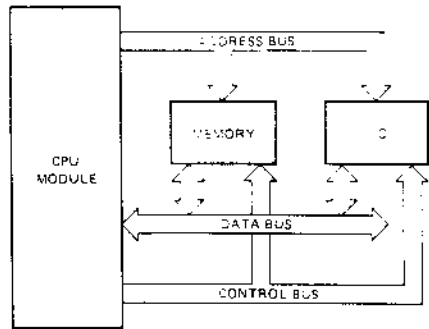 ADDRESS BUS
MEMORY
CPU
MODULE
DATA BUS
CONTROL BUS